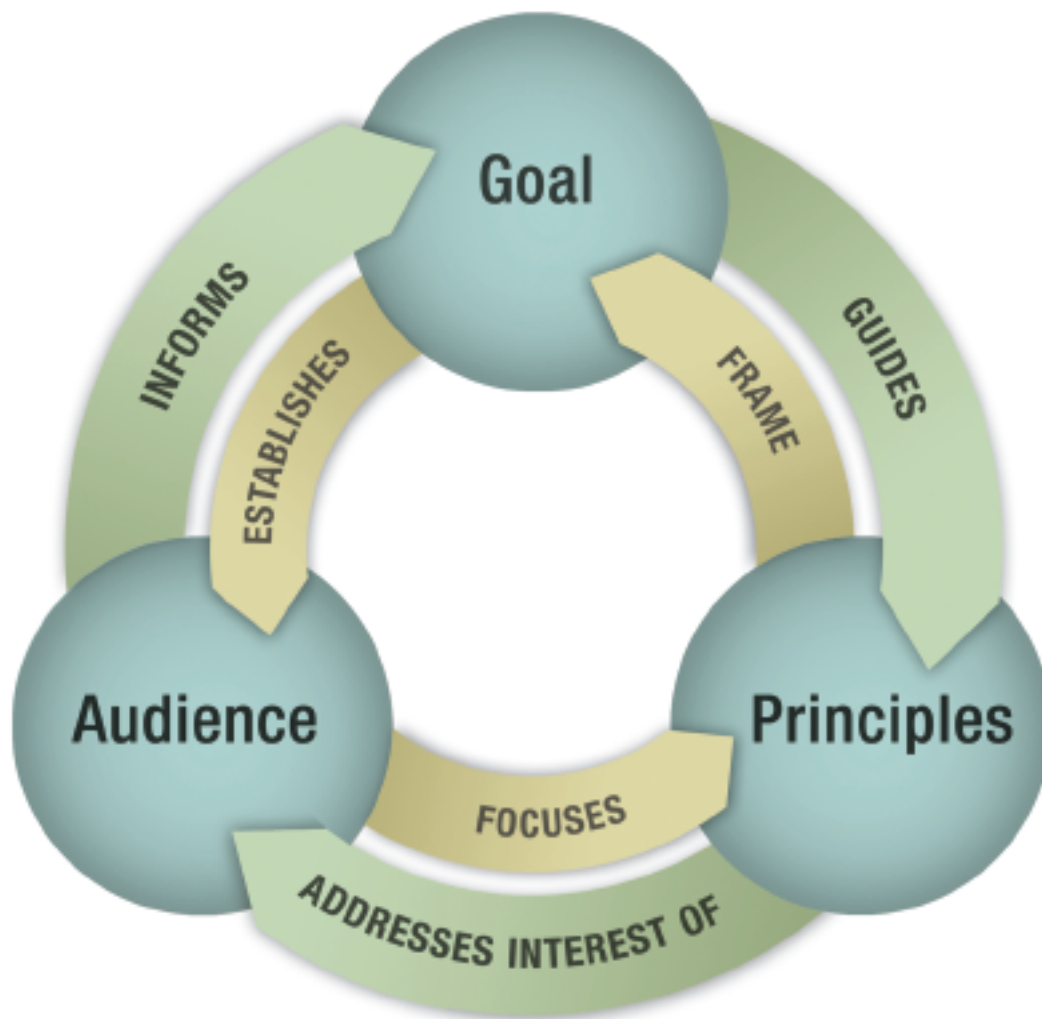 Goal
INFORMS
GUIDES
ESTABLISHES
FRAME
Audience
Principles
FOCUSES
ADDRESSES INTEREST OF